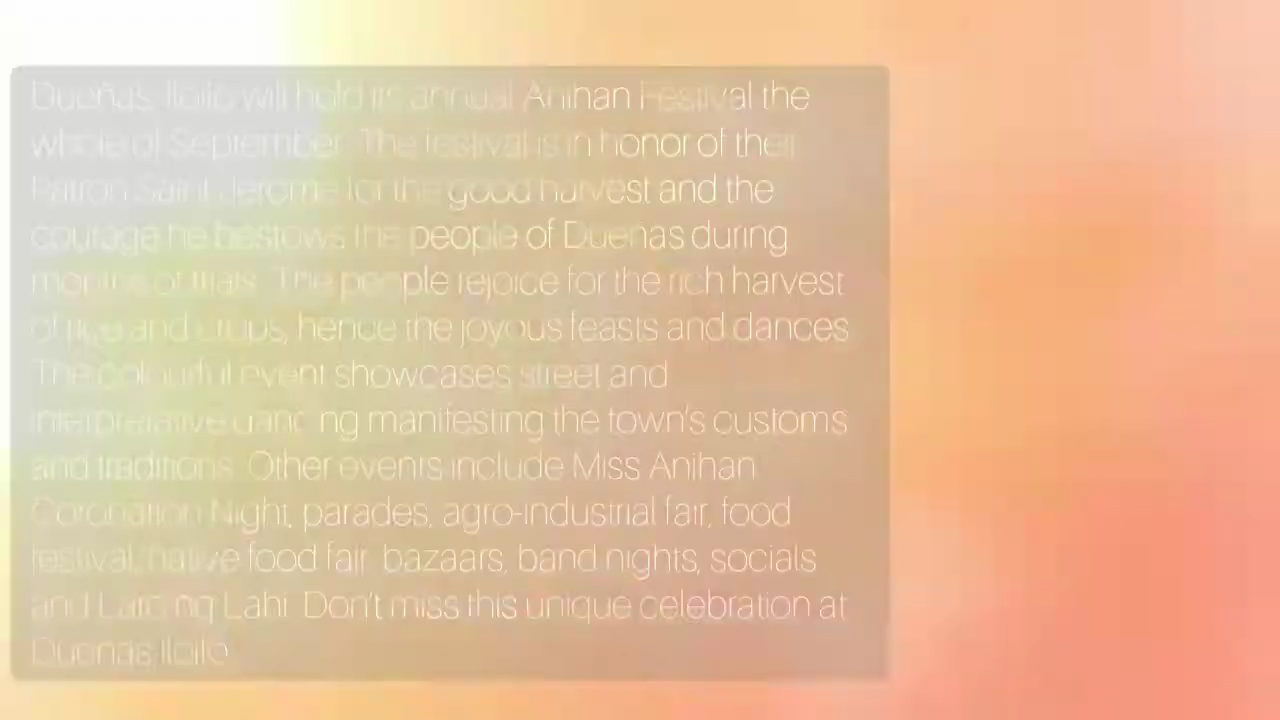 Dueñas, Iloilo will hold its annual Anihan Festival the
whole of September. The festival is in honor of their
Patron Saint Jerome for the good harvest and the
courage he bestows the people of Duenas during
months of trials. The people rejoice for the rich harvest
of rice and crops, hence the joyous feasts and dances
The colourful event showcases street and
interpretative dancing manifesting the town's customs
and traditions. Other events include Miss Anihan
Coronation Night, parades, agro-industrial fair, food
festival, native food fair, bazaars, band nights, socials
and Larong Lahi. Don't miss this unique celebration at
Duenas Iloilo